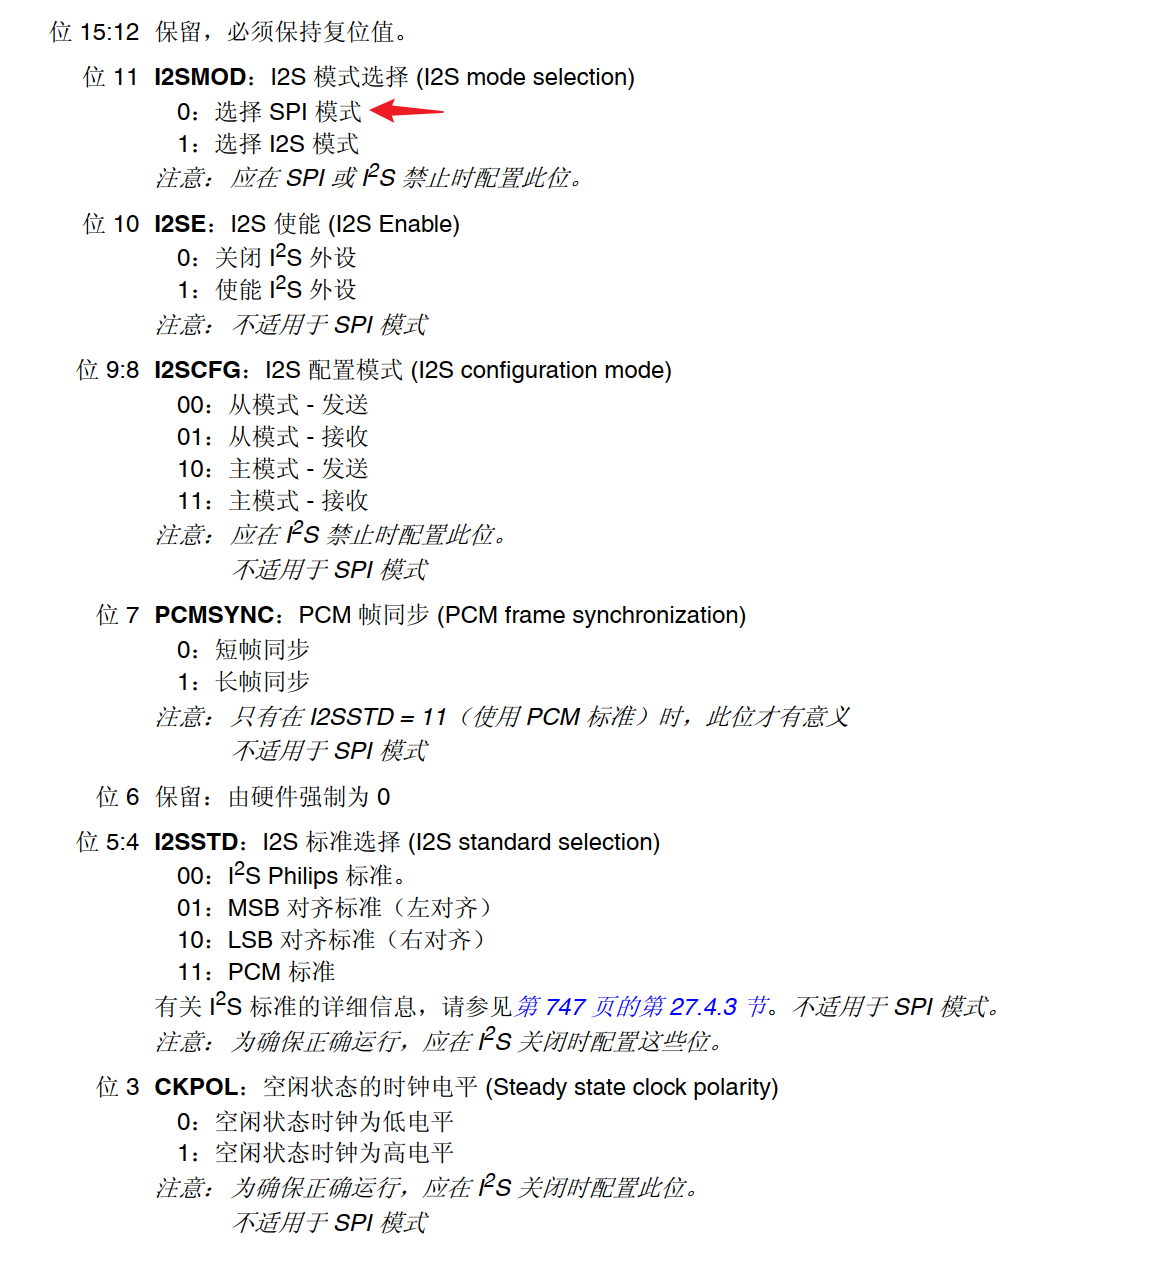 位 15:12 保留，必须保持复位值。
位 11 I2SMOD：I2S 模式选择 (I2S mode selection)
0：选择 SPI 模式
1：选择 I2S 模式
注意： 应在 SPI 或 I²S 禁止时配置此位。
位 10 I2SE：I2S 使能 (I2S Enable)
0：关闭 I²S 外设
1：使能 I²S 外设
注意： 不适用于 SPI 模式
位 9:8 I2SCFG：I2S 配置模式 (I2S configuration mode)
00：从模式 - 发送
01：从模式 - 接收
10：主模式 - 发送
11：主模式 - 接收
注意： 应在 I²S 禁止时配置此位。
不适用于 SPI 模式
位 7 PCMSYNC：PCM 帧同步 (PCM frame synchronization)
0：短帧同步
1：长帧同步
注意： 只有在 I2SSTD = 11（使用 PCM 标准）时，此位才有意义
不适用于 SPI 模式
位 6 保留：由硬件强制为 0
位 5:4 I2SSTD：I2S 标准选择 (I2S standard selection)
00：I²S Philips 标准。
01：MSB 对齐标准（左对齐）
10：LSB 对齐标准（右对齐）
11：PCM 标准
有关 I²S 标准的详细信息，请参见第 747 页的第 27.4.3 节。不适用于 SPI 模式。
注意： 为确保正确运行，应在 I²S 关闭时配置这些位。
位 3 CKPOL：空闲状态的时钟电平 (Steady state clock polarity)
0：空闲状态时钟为低电平
1：空闲状态时钟为高电平
注意： 为确保正确运行，应在 I²S 关闭时配置此位。
不适用于 SPI 模式